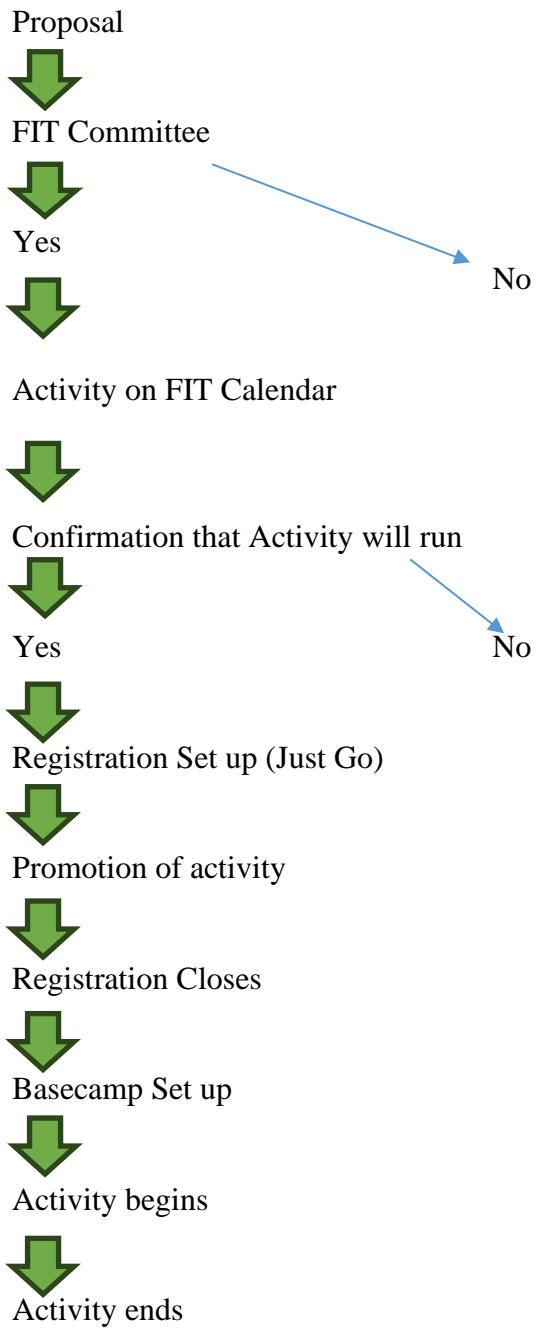 Proposal
FIT Committee
Yes
No
Activity on FIT Calendar
Confirmation that Activity will run
Yes
No
Registration Set up (Just Go)
Promotion of activity
Registration Closes
Basecamp Set up
Activity begins
Activity ends